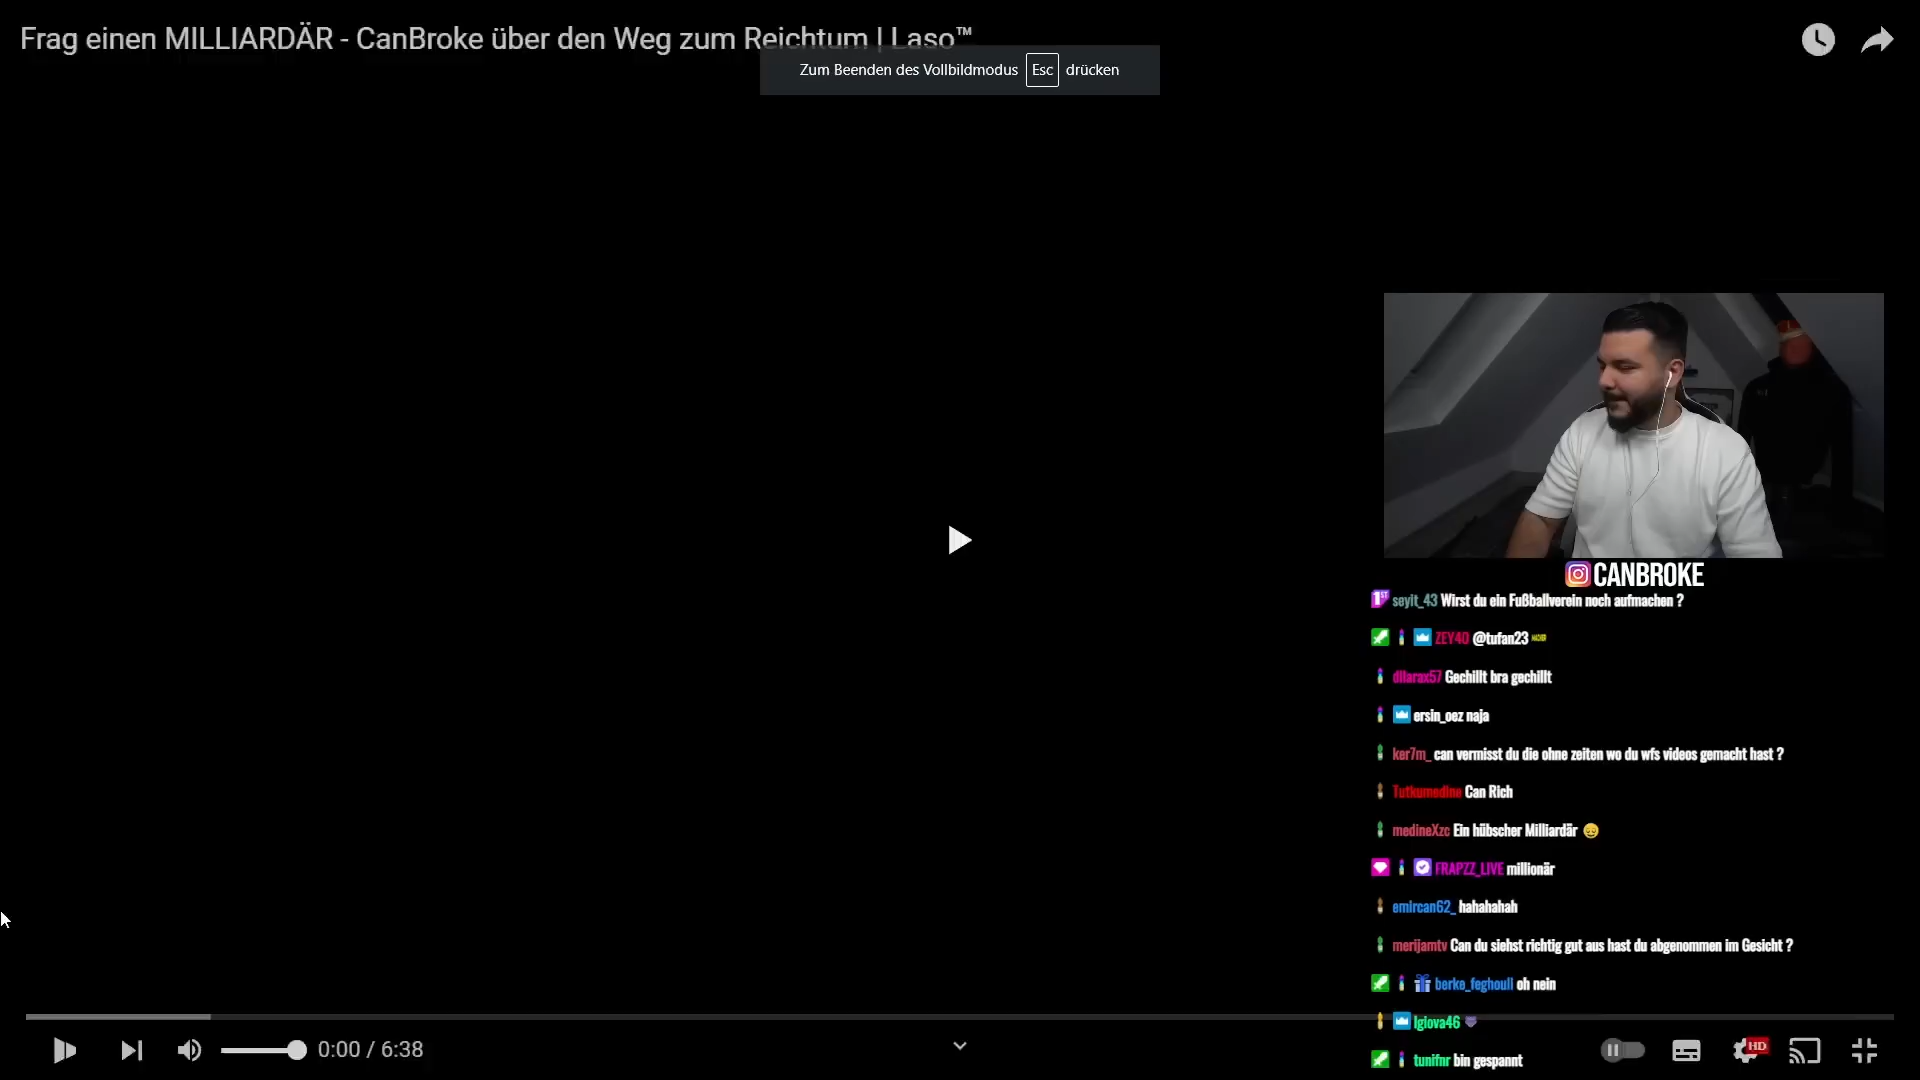 Frag einen MILLIARDÄR - CanBroke über den Weg zum Reichtum | Laso™
Zum Beenden des Vollbildmodus Esc drücken
CANBROKE
seyit_43 Wirst du ein Fußballverein noch aufmachen ?
ZEY40 @tufan23
dilarax57 Gechillt bra gechillt
ersin_oez naja
ker7m_ can vermisst du die ohne zeiten wo du wfs videos gemacht hast ?
Tutkumedine Can Rich
medineXzc Ein hübscher Milliardär 😔
FRAPZZ_LIVE millionär
emircan62_ hahahahah
merijamtv Can du siehst richtig gut aus hast du abgenommen im Gesicht ?
berke_feghouli oh nein
lgiova46
tunifnr bin gespannt
0:00 / 6:38
HD